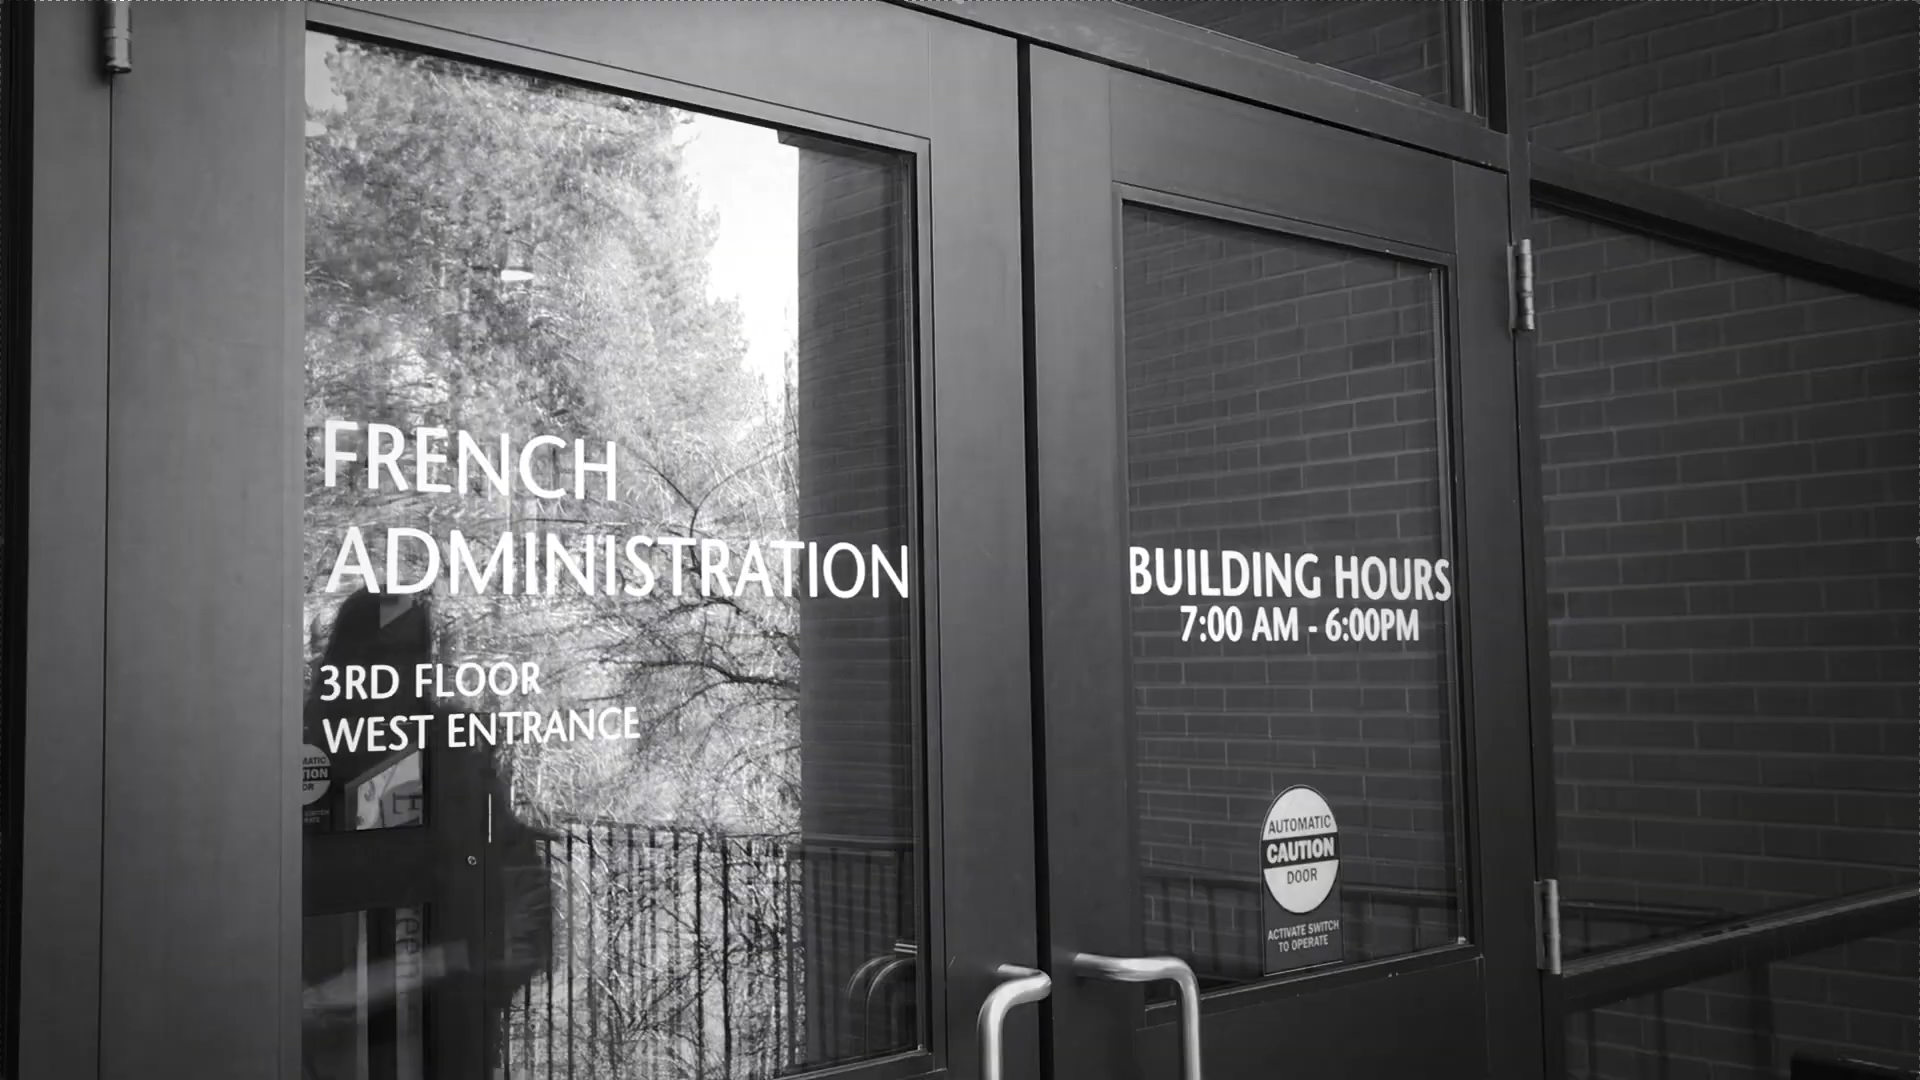 FRENCH
ADMINISTRATION
3RD FLOOR
WEST ENTRANCE
BUILDING HOURS
7:00 AM - 6:00PM
AUTOMATIC
CAUTION
DOOR
ACTIVATE SWITCH
TO OPERATE